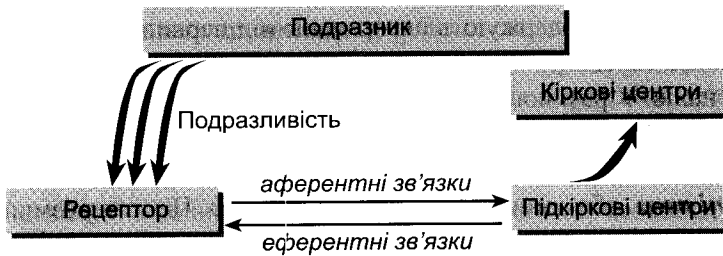 Подразник
Кіркові центри
Подразливість
аферентні зв'язки
Рецептор
Підкіркові центри
еферентні зв'язки